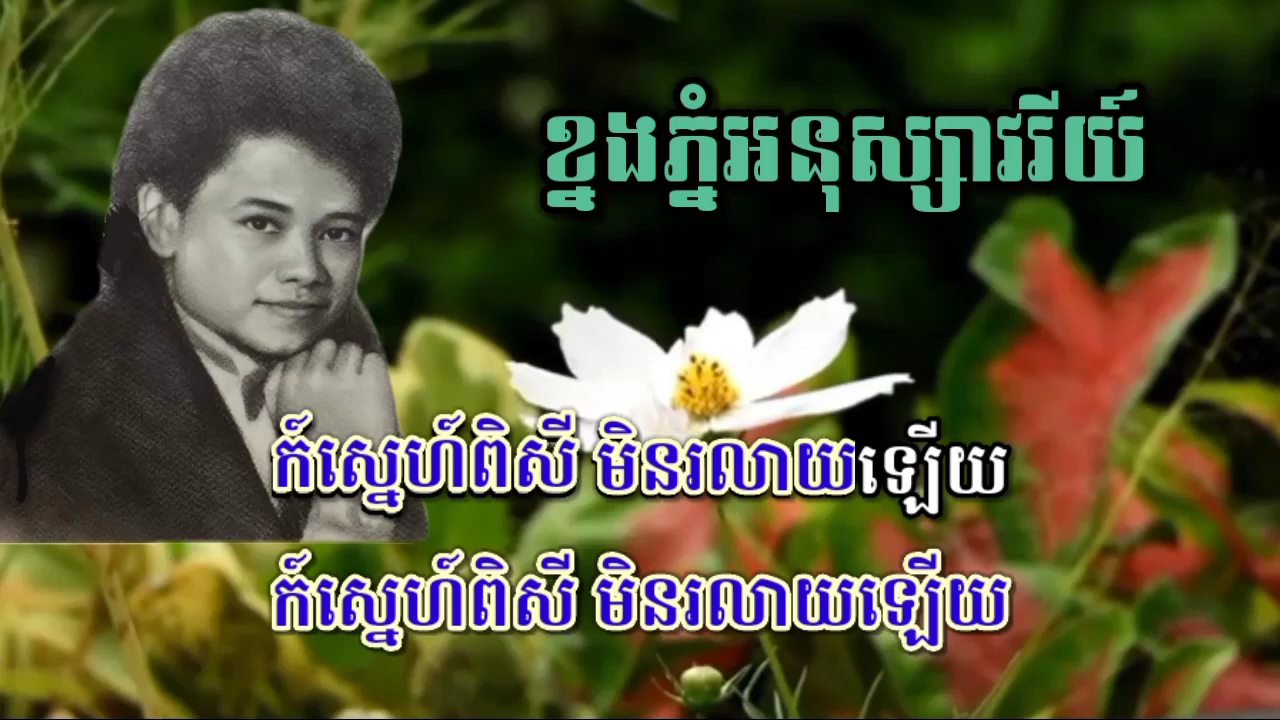 ខ្នងភ្នំអនុស្សាវរីយ៍
ក៍ស្នេហ៍ពិសី មិនរលាយឡើយ
ក៍ស្នេហ៍ពិសី មិនរលាយឡើយ